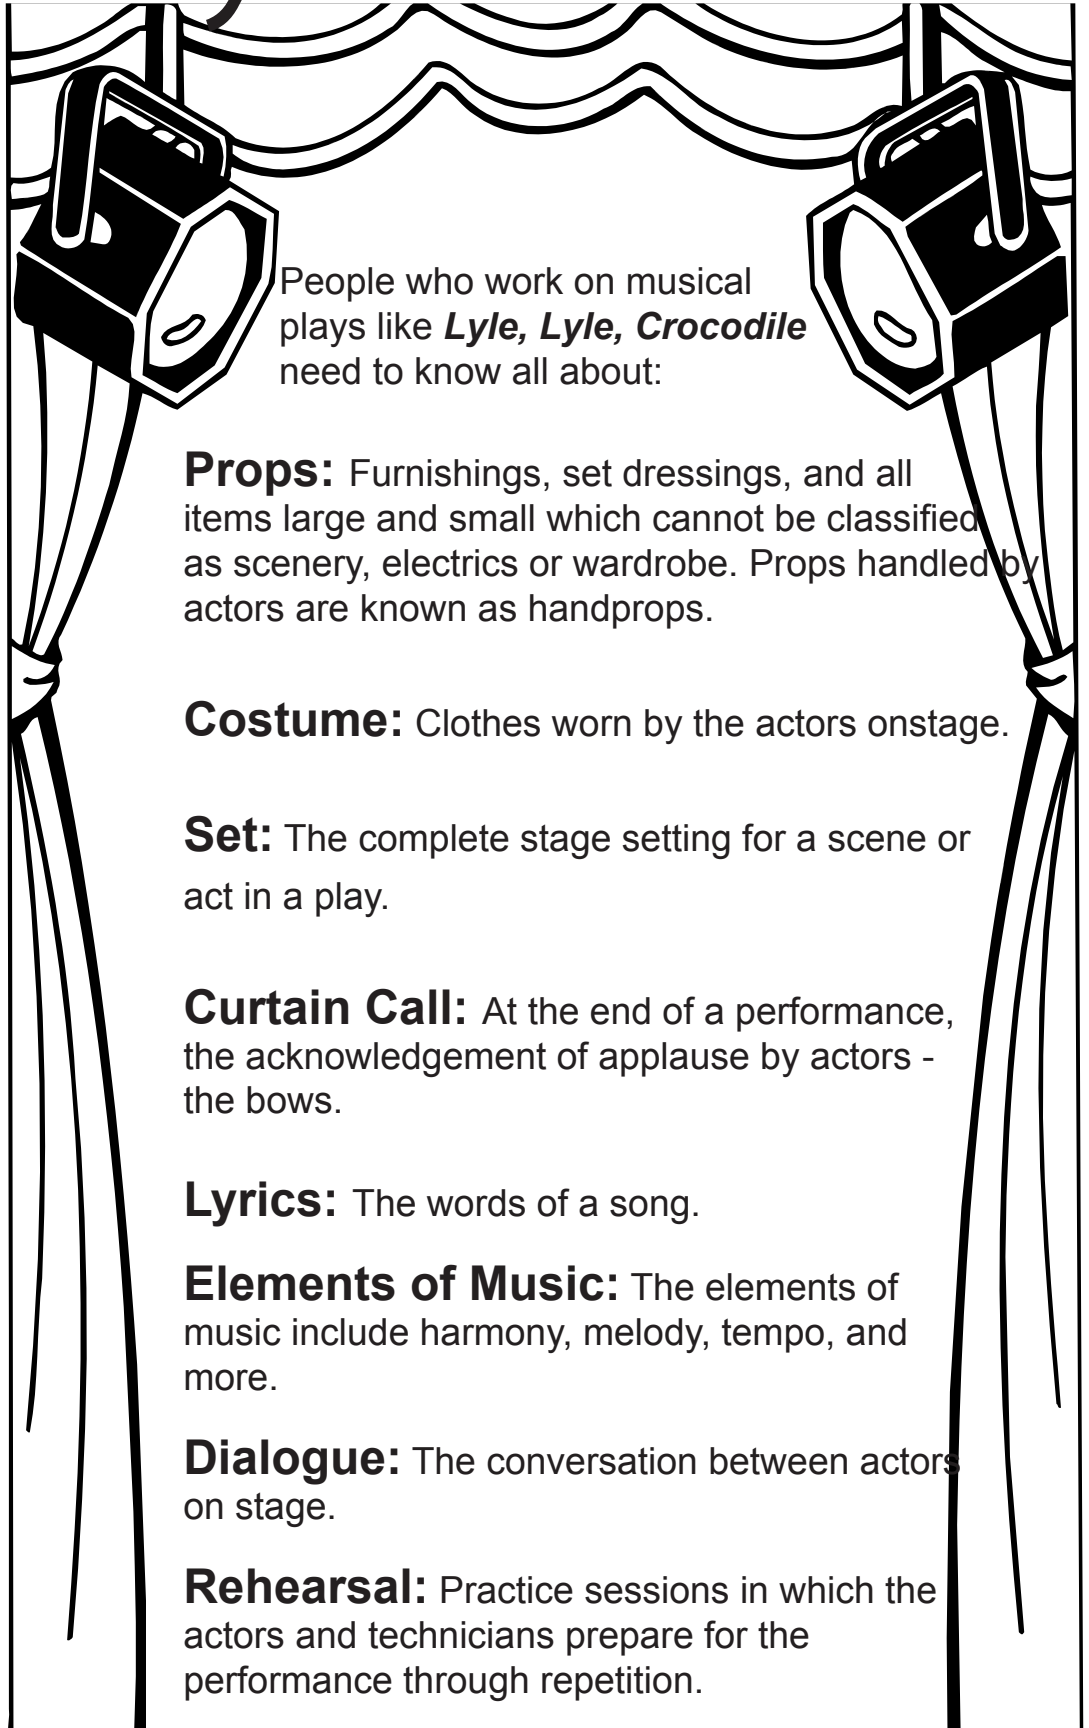 People who work on musical
plays like Lyle, Lyle, Crocodile
need to know all about:
Props: Furnishings, set dressings, and all
items large and small which cannot be classified
as scenery, electrics or wardrobe. Props handled by
actors are known as handprops.
Costume: Clothes worn by the actors onstage.
Set: The complete stage setting for a scene or
act in a play.
Curtain Call: At the end of a performance,
the acknowledgement of applause by actors -
the bows.
Lyrics: The words of a song.
Elements of Music: The elements of
music include harmony, melody, tempo, and
more.
Dialogue: The conversation between actors
on stage.
Rehearsal: Practice sessions in which the
actors and technicians prepare for the
performance through repetition.